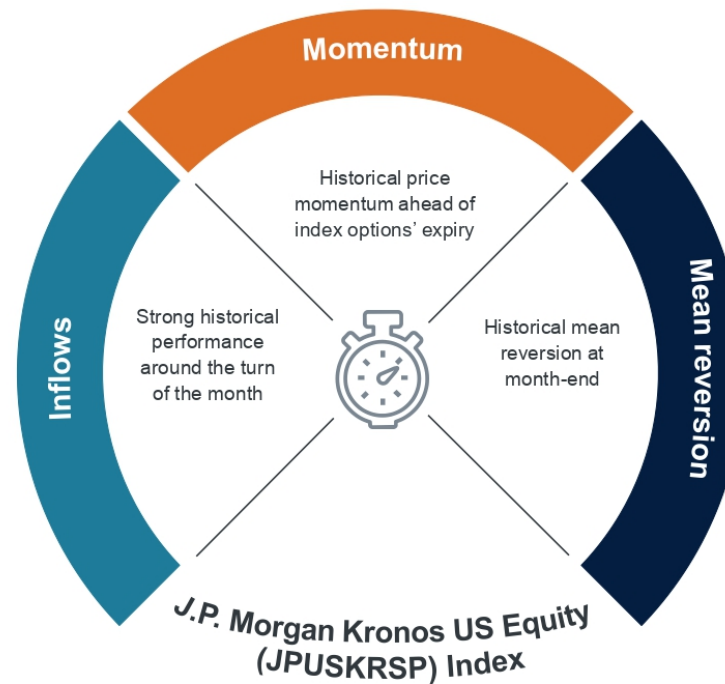 Momentum
Historical price
momentum ahead of
index options’ expiry
Inflows
Strong historical
performance
around the turn
of the month
Mean reversion
Historical mean
reversion at
month-end
J.P. Morgan Kronos US Equity
(JPUSKRSP) Index